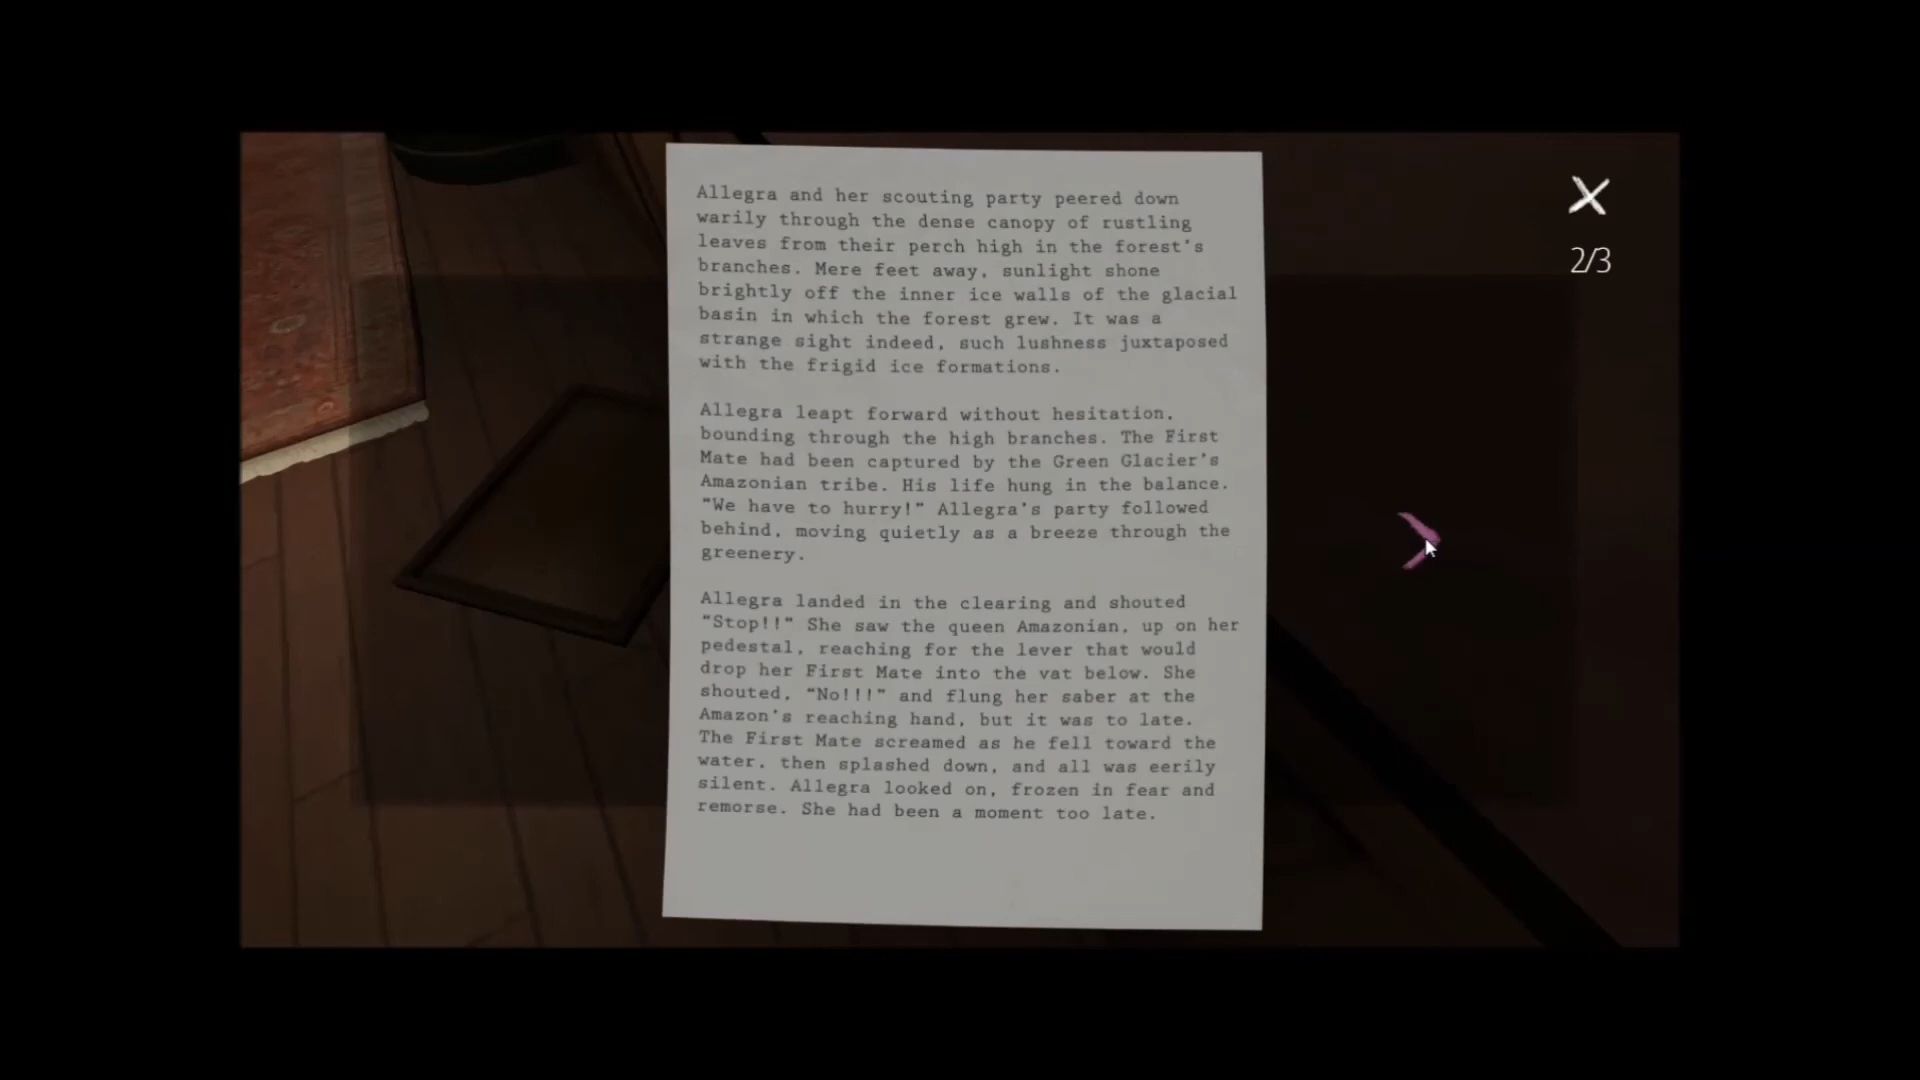 Allegra and her scouting party peered down
warily through the dense canopy of rustling
leaves from their perch high in the forest's
branches. Mere feet away, sunlight shone
brightly off the inner ice walls of the glacial
basin in which the forest grew. It was a
strange sight indeed, such lushness juxtaposed
with the frigid ice formations.
Allegra leapt forward without hesitation,
bounding through the high branches. The First
Mate had been captured by the Green Glacier's
Amazonian tribe. His life hung in the balance.
"We have to hurry!" Allegra's party followed
behind, moving quietly as a breeze through the
greenery.
Allegra landed in the clearing and shouted
"Stop!!" She saw the queen Amazonian, up on her
pedestal, reaching for the lever that would
drop her First Mate into the vat below. She
shouted, "No!!!" and flung her saber at the
Amazon's reaching hand, but it was to late.
The First Mate screamed as he fell toward the
water, then splashed down, and all was eerily
silent. Allegra looked on, frozen in fear and
remorse. She had been a moment too late.
2/3